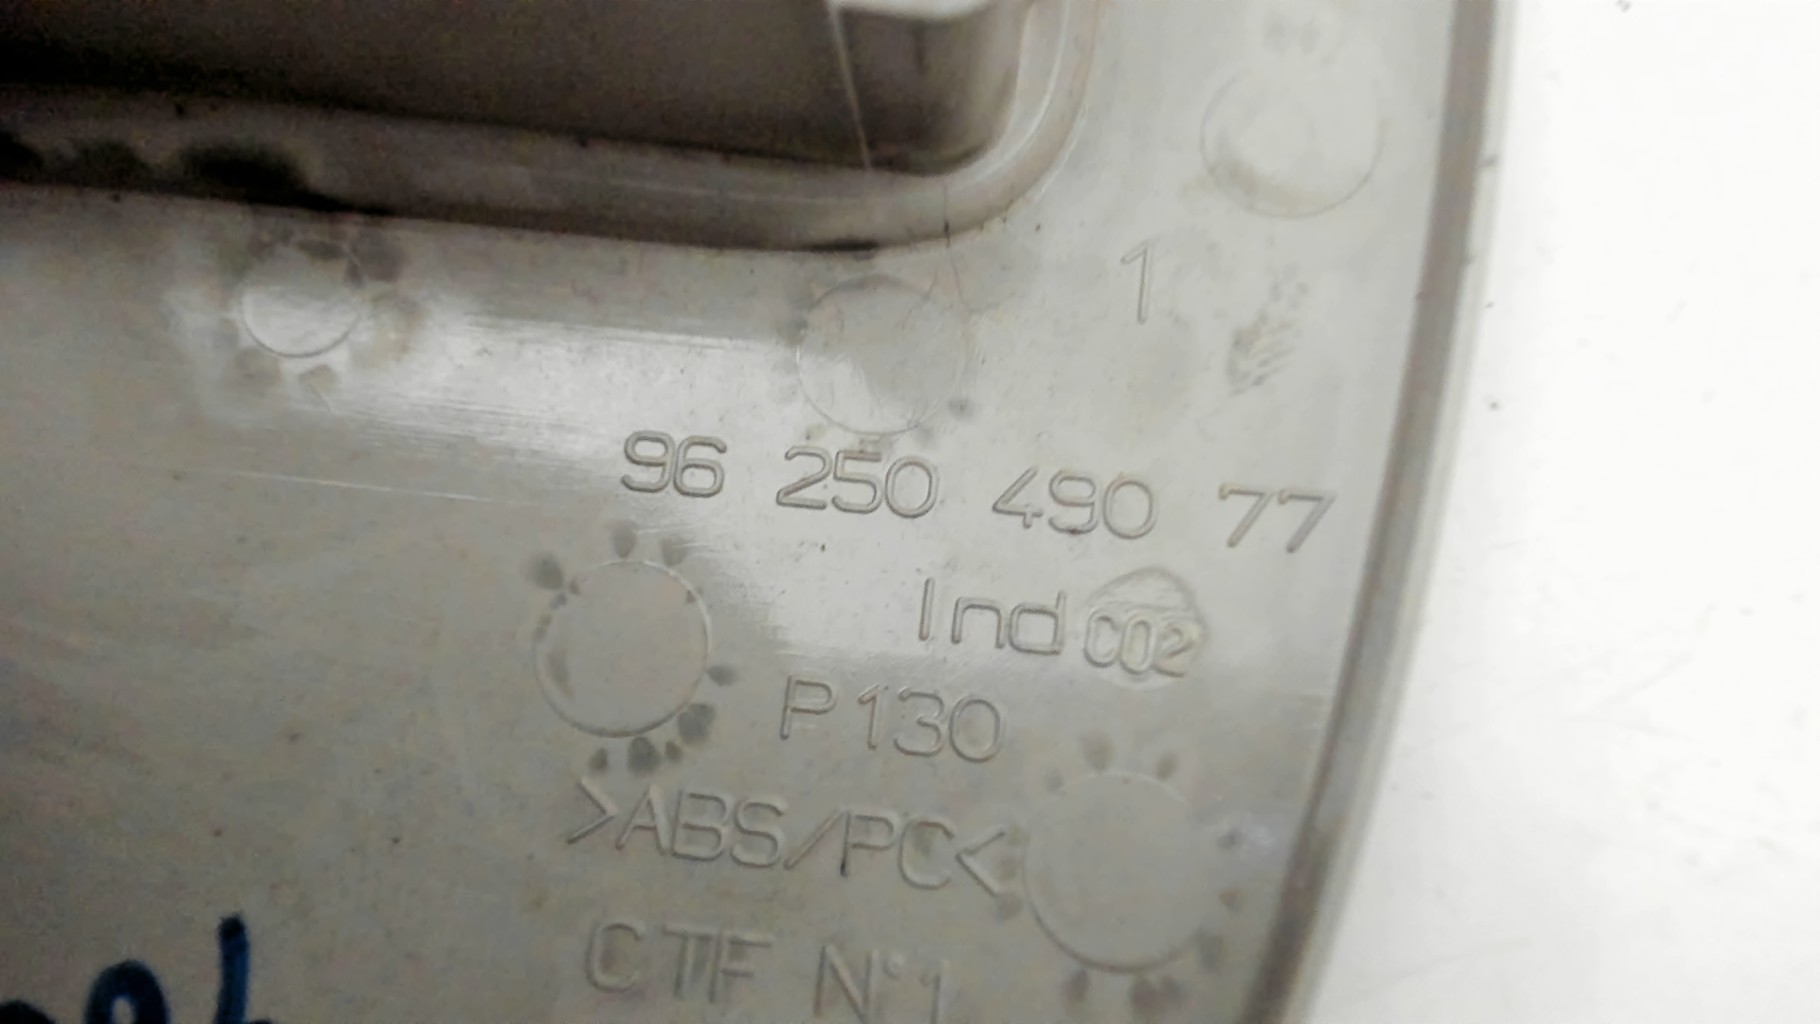 1
96 250 490 77
Ind C02
P130
>ABS/PC<
CTF N°1